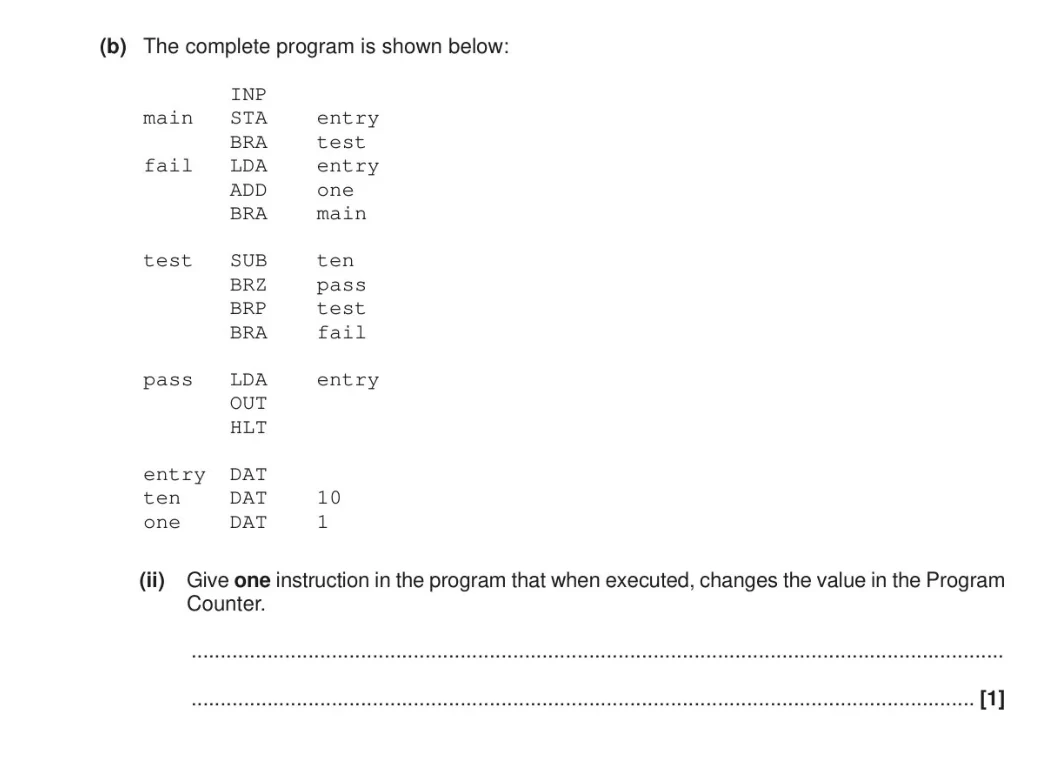 (b) The complete program is shown below:
INP
main STA entry
BRA test
fail LDA entry
ADD one
BRA main
test SUB ten
BRZ pass
BRP test
BRA fail
pass LDA entry
OUT
HLT
entry DAT
ten DAT 10
one DAT 1
(ii) Give one instruction in the program that when executed, changes the value in the Program
Counter.
..........................................................................................................................................
..................................................................................................................................... [1]